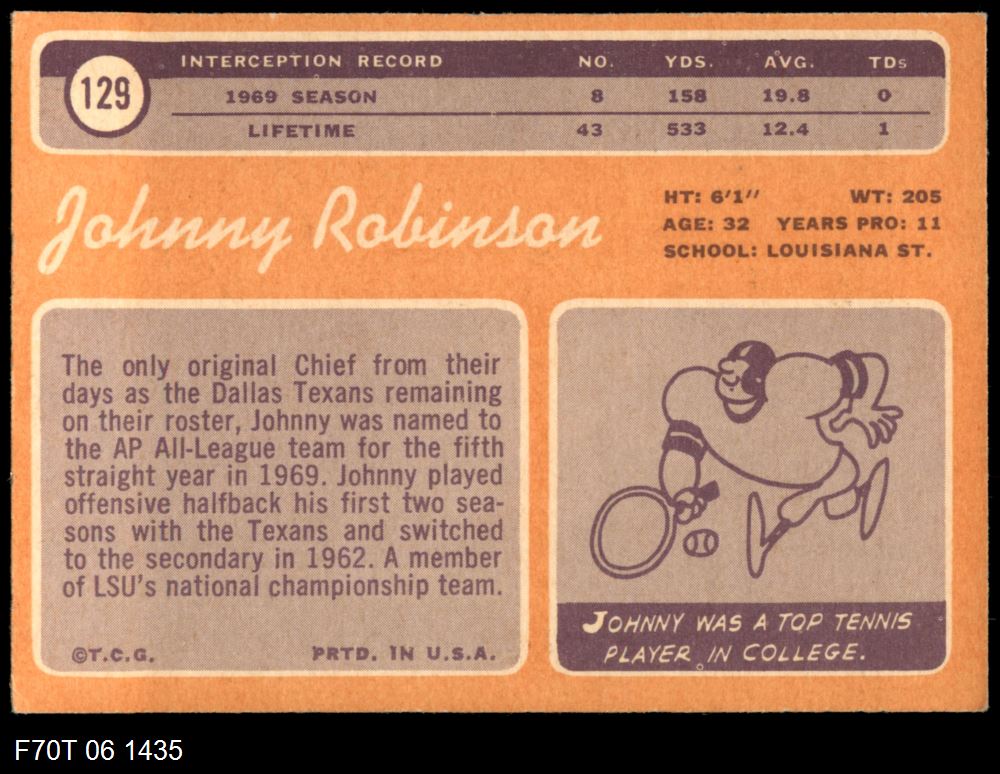 129
INTERCEPTION RECORD NO. YDS. AVG. TDs
1969 SEASON 8 158 19.8 0
LIFETIME 43 533 12.4 1
Johnny Robinson
HT: 6'1" WT: 205
AGE: 32 YEARS PRO: 11
SCHOOL: LOUISIANA ST.
The only original Chief from their
days as the Dallas Texans remaining
on their roster, Johnny was named to
the AP All-League team for the fifth
straight year in 1969. Johnny played
offensive halfback his first two sea-
sons with the Texans and switched
to the secondary in 1962. A member
of LSU's national championship team.
©T.C.G. PRTD. IN U.S.A.
JOHNNY WAS A TOP TENNIS
PLAYER IN COLLEGE.
F70T 06 1435